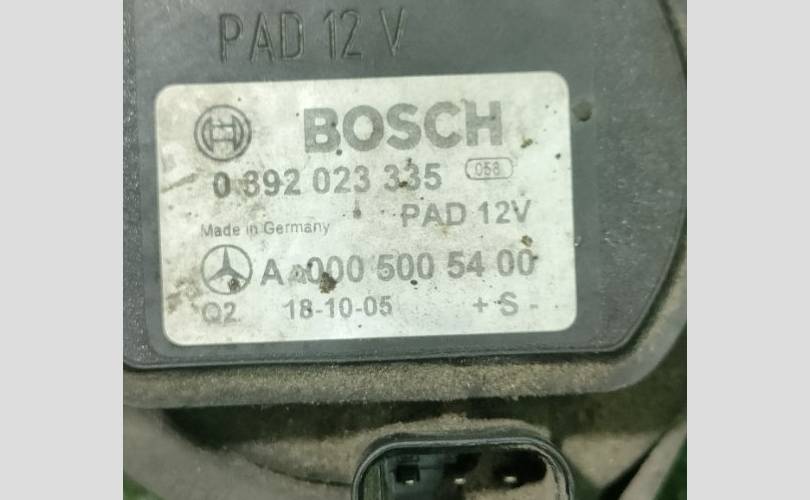 PAD 12 V
BOSCH
0 392 023 335 058
PAD 12V
Made in Germany
A 000 500 54 00
Q2 18-10-05 + S -